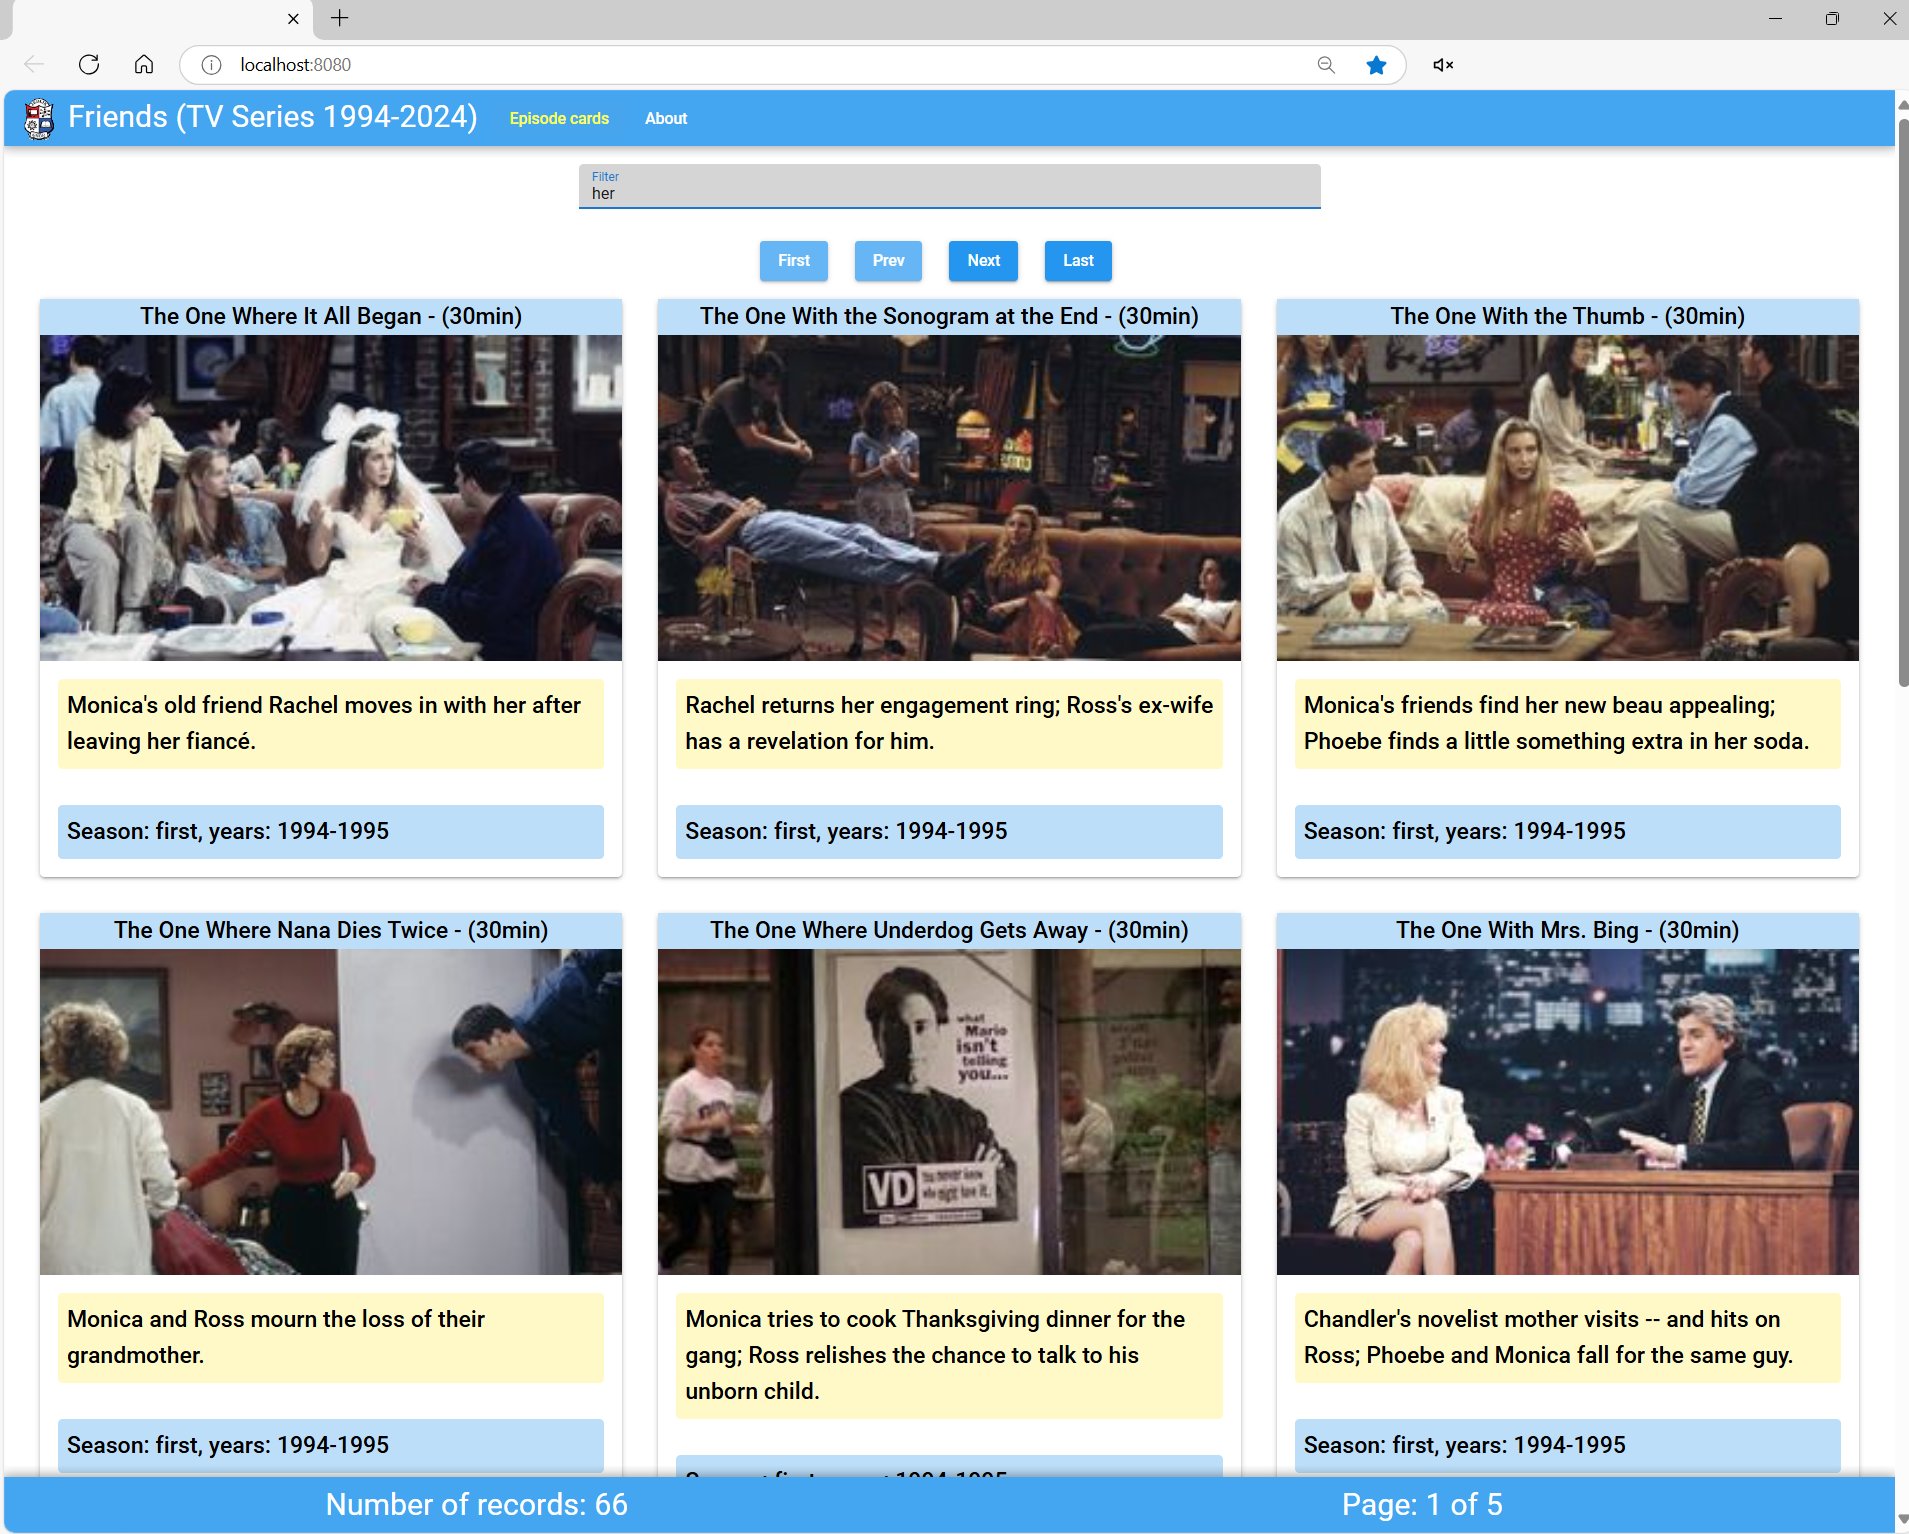 localhost:8080
Friends (TV Series 1994-2024)
Episode cards
About
Filter
her
First
Prev
Next
Last
The One Where It All Began - (30min)
Monica's old friend Rachel moves in with her after
leaving her fiancé.
Season: first, years: 1994-1995
The One With the Sonogram at the End - (30min)
Rachel returns her engagement ring; Ross's ex-wife
has a revelation for him.
Season: first, years: 1994-1995
The One With the Thumb - (30min)
Monica's friends find her new beau appealing;
Phoebe finds a little something extra in her soda.
Season: first, years: 1994-1995
The One Where Nana Dies Twice - (30min)
Monica and Ross mourn the loss of their
grandmother.
Season: first, years: 1994-1995
The One Where Underdog Gets Away - (30min)
what
Mario
isn't
telling
you...
VD
You never know
who might have it.
Monica tries to cook Thanksgiving dinner for the
gang; Ross relishes the chance to talk to his
unborn child.
The One With Mrs. Bing - (30min)
Chandler's novelist mother visits -- and hits on
Ross; Phoebe and Monica fall for the same guy.
Season: first, years: 1994-1995
Number of records: 66
Page: 1 of 5